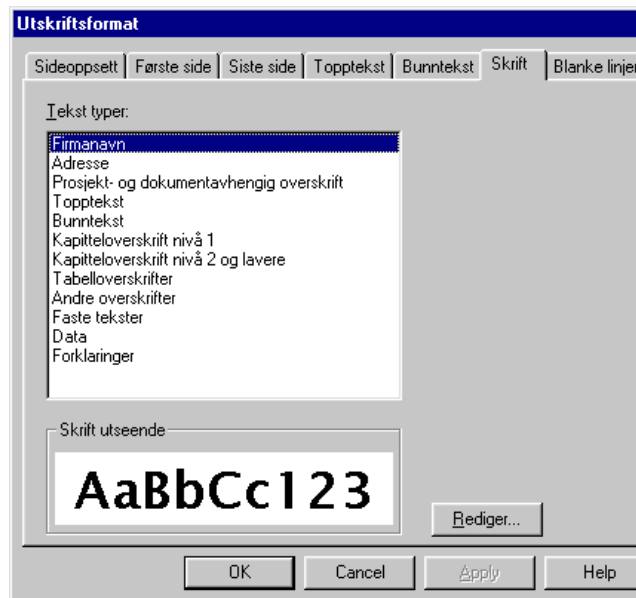 Utskriftsformat
Sideoppsett Første side Siste side Topptekst Bunntekst Skrift Blanke linjer
Tekst typer:
Firmanavn
Adresse
Prosjekt- og dokumentavhengig overskrift
Topptekst
Bunntekst
Kapitteloverskrift nivå 1
Kapitteloverskrift nivå 2 og lavere
Tabelloverskrifter
Andre overskrifter
Faste tekster
Data
Forklaringer
Skrift utseende
AaBbCc123
Rediger...
OK Cancel Apply Help